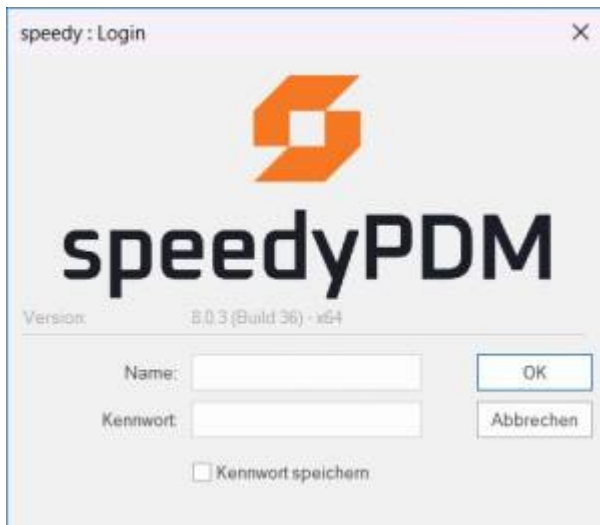 speedy : Login
speedyPDM
Version: 8.0.3 (Build 36) - x64
Name: OK
Kennwort Abbrechen
Kennwort speichern